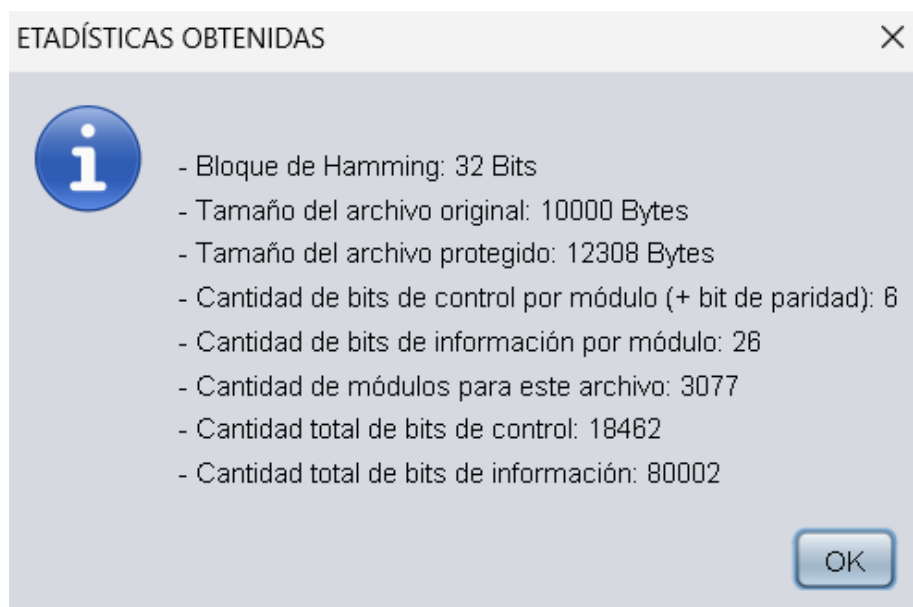 ETADÍSTICAS OBTENIDAS
- Bloque de Hamming: 32 Bits
- Tamaño del archivo original: 10000 Bytes
- Tamaño del archivo protegido: 12308 Bytes
- Cantidad de bits de control por módulo (+ bit de paridad): 6
- Cantidad de bits de información por módulo: 26
- Cantidad de módulos para este archivo: 3077
- Cantidad total de bits de control: 18462
- Cantidad total de bits de información: 80002
OK